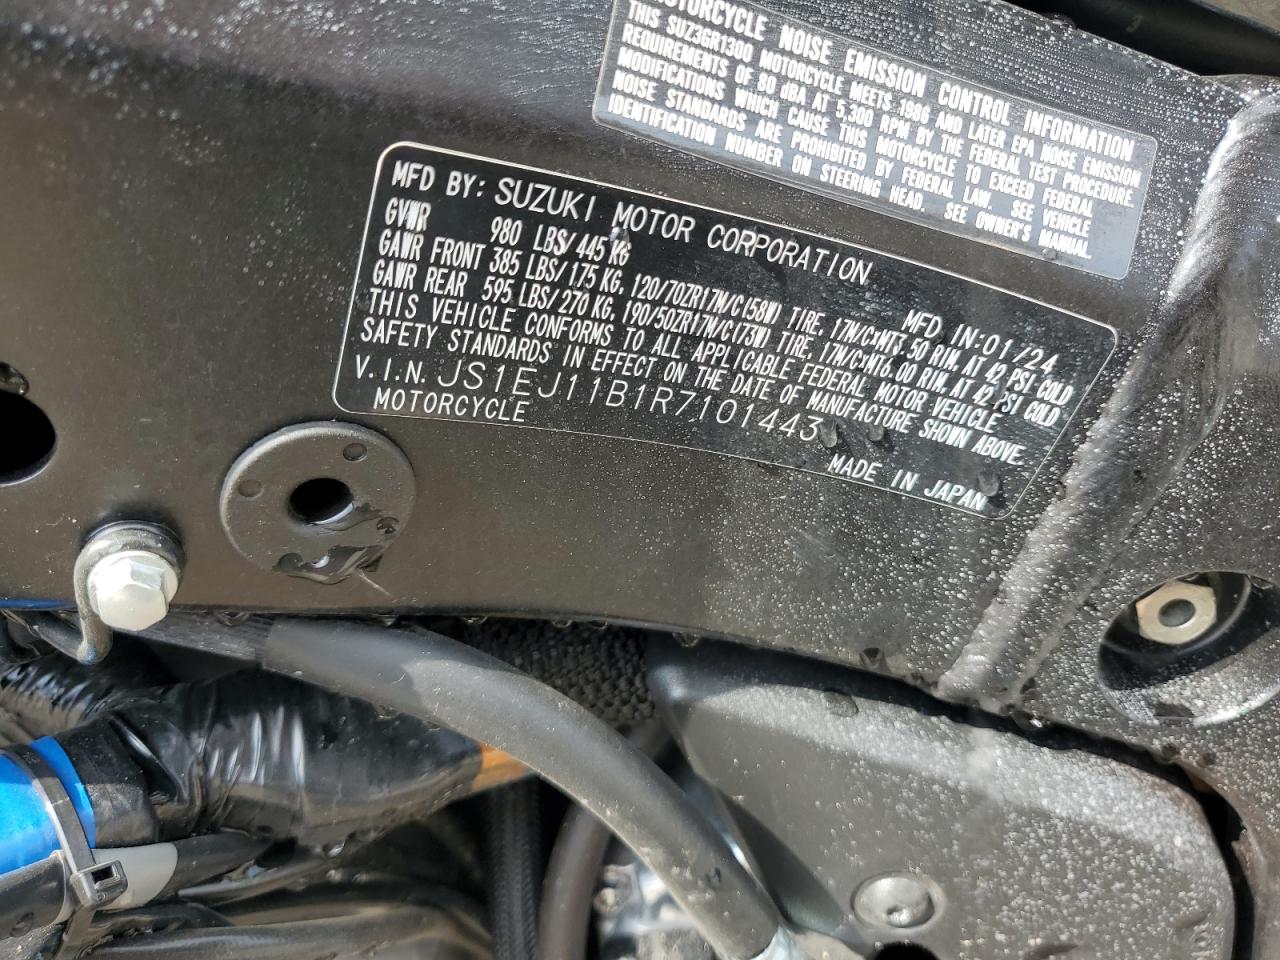 MOTORCYCLE NOISE EMISSION CONTROL INFORMATION
THIS SUZ3GR1300 MOTORCYCLE MEETS 1986 AND LATER EPA NOISE EMISSION
REQUIREMENTS OF 80 dBA AT 5,300 RPM BY THE FEDERAL TEST PROCEDURE.
MODIFICATIONS WHICH CAUSE THIS MOTORCYCLE TO EXCEED FEDERAL
NOISE STANDARDS ARE PROHIBITED BY FEDERAL LAW. SEE VEHICLE
IDENTIFICATION NUMBER ON STEERING HEAD. SEE OWNER'S MANUAL.
MFD BY: SUZUKI MOTOR CORPORATION
MFD IN:01/24
GVWR 980 LBS/445 KG
GAWR FRONT 385 LBS/175 KG, 120/70ZR17M/C(58W) TIRE, 17M/CxMT3.50 RIM, AT 42 PSI COLD
GAWR REAR 595 LBS/270 KG, 190/50ZR17M/C(73W) TIRE, 17M/CxMT6.00 RIM, AT 42 PSI COLD
THIS VEHICLE CONFORMS TO ALL APPLICABLE FEDERAL MOTOR VEHICLE
SAFETY STANDARDS IN EFFECT ON THE DATE OF MANUFACTURE SHOWN ABOVE.
V.I.N. JS1EJ11B1R7101443
MOTORCYCLE
MADE IN JAPAN